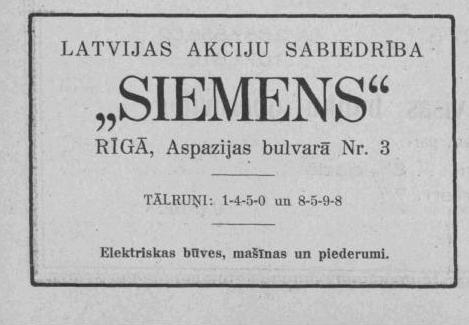 LATVIJAS AKCIJU SABIEDRĪBA
„SIEMENS“
RĪGĀ, Aspazijas bulvarā Nr. 3
TĀLRUŅI: 1-4-5-0 un 8-5-9-8
Elektriskas būves, mašīnas un piederumi.